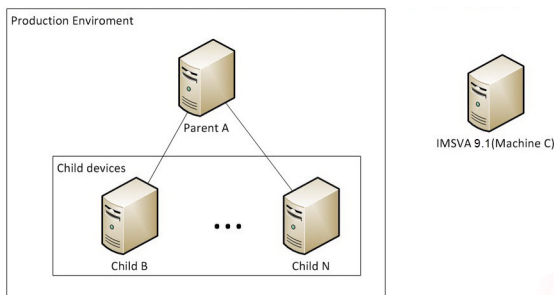 Production Enviroment
Parent A
IMSVA 9.1(Machine C)
Child devices
...
Child B
Child N